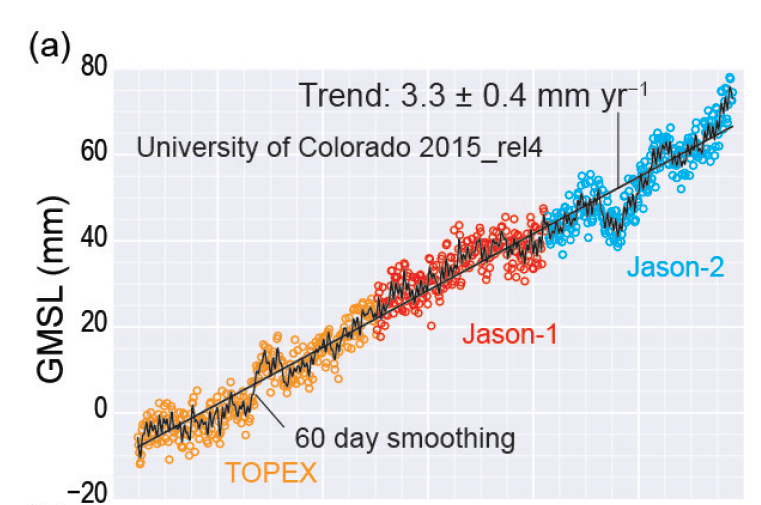 (a)
80
Trend: 3.3 ± 0.4 mm yr⁻¹
University of Colorado 2015_rel4
60
GMSL (mm)
40
Jason-2
20
Jason-1
0
60 day smoothing
TOPEX
−20